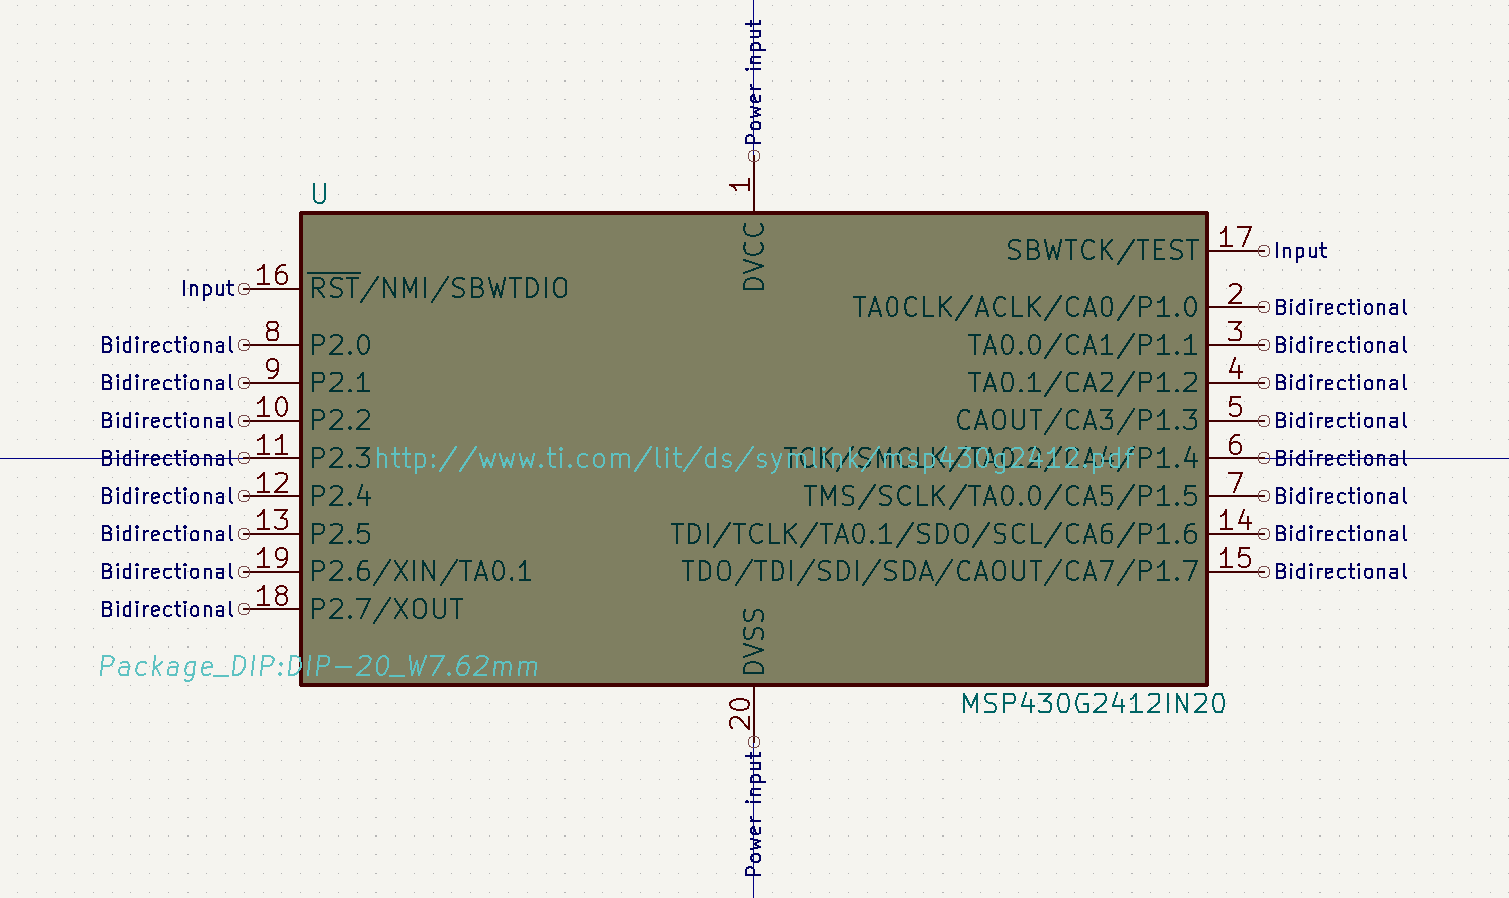 Power input
1
U
DVCC
17
SBWTCK/TEST
Input
16
Input
RST/NMI/SBWTDIO
2
TA0CLK/ACLK/CA0/P1.0
Bidirectional
8
Bidirectional
P2.0
3
TA0.0/CA1/P1.1
Bidirectional
9
Bidirectional
P2.1
4
TA0.1/CA2/P1.2
Bidirectional
10
Bidirectional
P2.2
5
CAOUT/CA3/P1.3
Bidirectional
11
Bidirectional
P2.3
http://www.ti.com/lit/ds/symlink/msp430g2412.pdf
6
TCK/SMCLK/TA0.2/CA4/P1.4
Bidirectional
12
Bidirectional
P2.4
7
TMS/SCLK/TA0.0/CA5/P1.5
Bidirectional
13
Bidirectional
P2.5
14
TDI/TCLK/TA0.1/SDO/SCL/CA6/P1.6
Bidirectional
19
Bidirectional
P2.6/XIN/TA0.1
15
TDO/TDI/SDI/SDA/CAOUT/CA7/P1.7
Bidirectional
18
Bidirectional
P2.7/XOUT
DVSS
Package_DIP:DIP-20_W7.62mm
20
MSP430G2412IN20
Power input